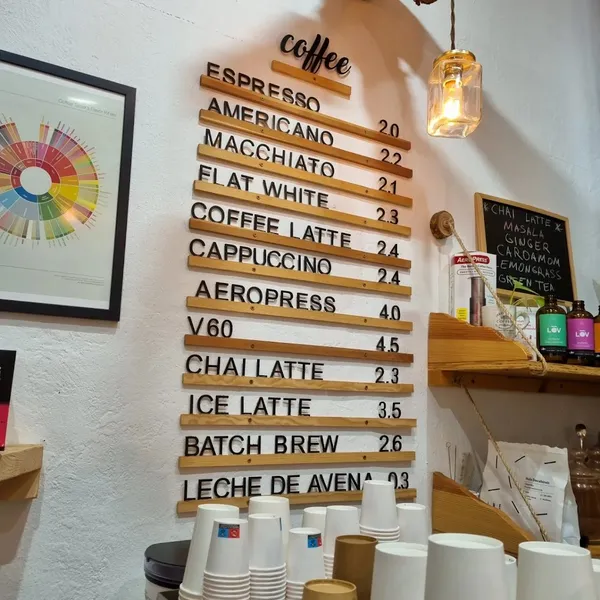 coffee
ESPRESSO 2.0
AMERICANO 2.2
MACCHIATO 2.1
FLAT WHITE 2.3
COFFEE LATTE 2.4
CAPPUCCINO 2.4
AEROPRESS 4.0
V60 4.5
CHAI LATTE 2.3
ICE LATTE 3.5
BATCH BREW 2.6
LECHE DE AVENA 0.3
CHAI LATTE
MASALA
GINGER
CARDAMOM
LEMONGRASS
GREEN TEA
AEROPRESS
LOV
LOV